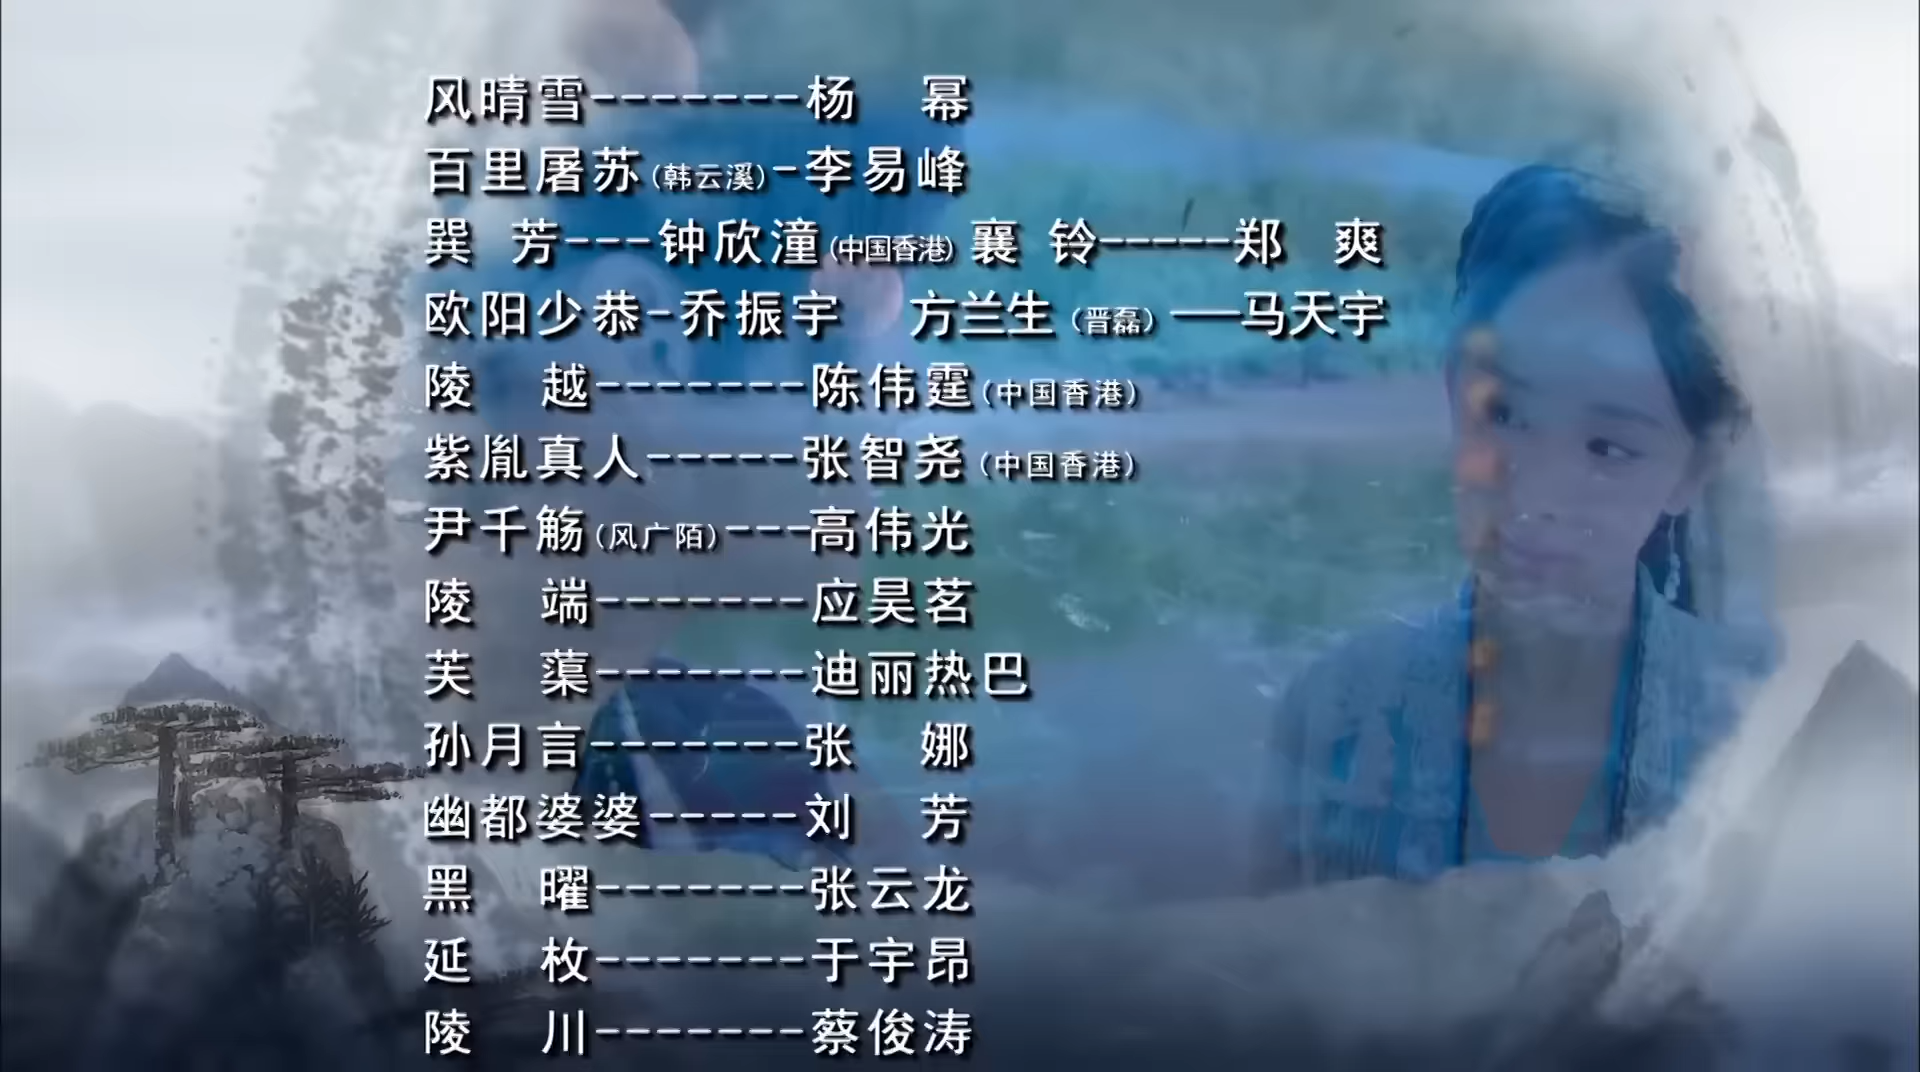 风晴雪-------杨 幂
百里屠苏(韩云溪)-李易峰
巽 芳---钟欣潼(中国香港) 襄 铃-----郑 爽
欧阳少恭-乔振宇 方兰生(晋磊)──马天宇
陵 越-------陈伟霆(中国香港)
紫胤真人-----张智尧(中国香港)
尹千觞(风广陌)---高伟光
陵 端-------应昊茗
芙 蕖-------迪丽热巴
孙月言-------张 娜
幽都婆婆-----刘 芳
黑 曜-------张云龙
延 枚-------于宇昂
陵 川-------蔡俊涛